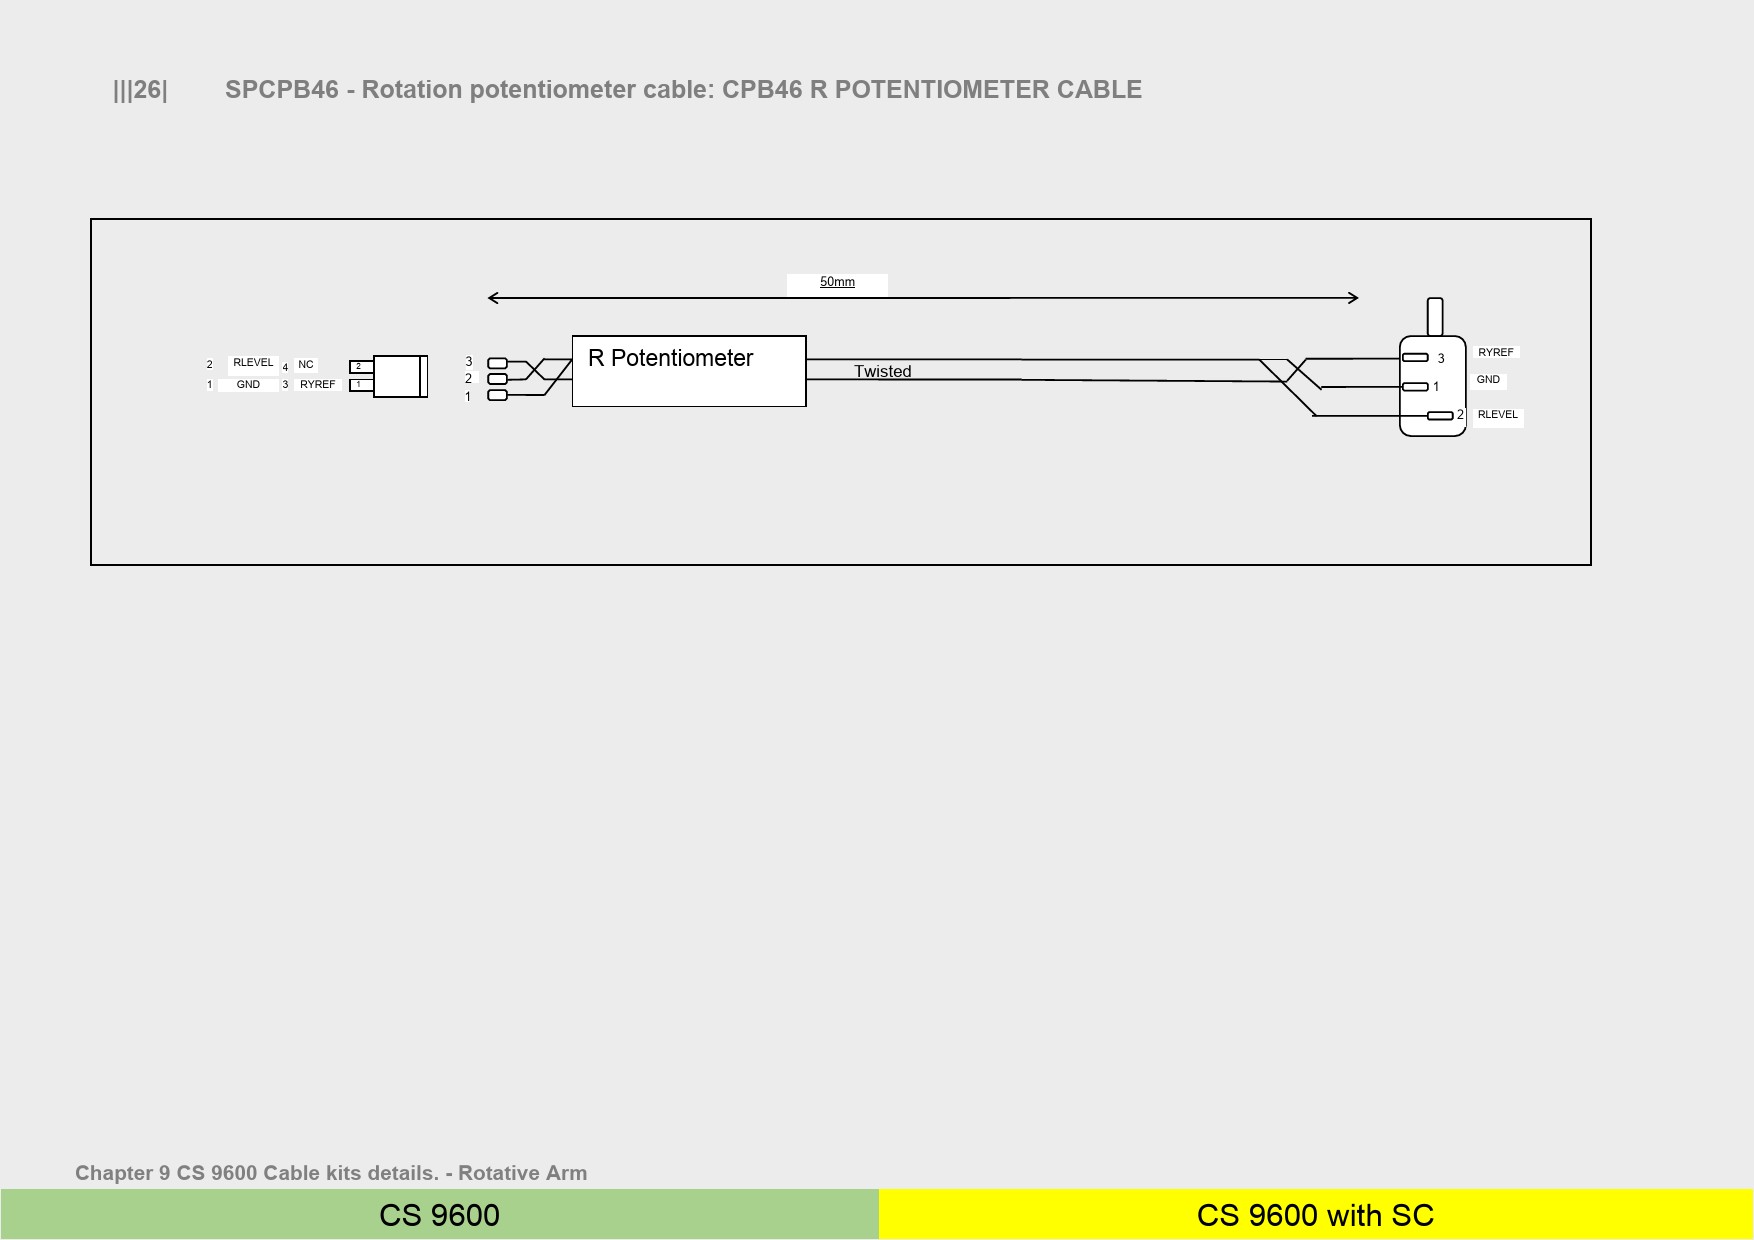 |||26| SPCPB46 - Rotation potentiometer cable: CPB46 R POTENTIOMETER CABLE
50mm
2 RLEVEL 4 NC 2 3 R Potentiometer 3 RYREF
Twisted
1 GND 3 RYREF 1 2 1 GND
1 2 RLEVEL
Chapter 9 CS 9600 Cable kits details. - Rotative Arm
CS 9600 CS 9600 with SC